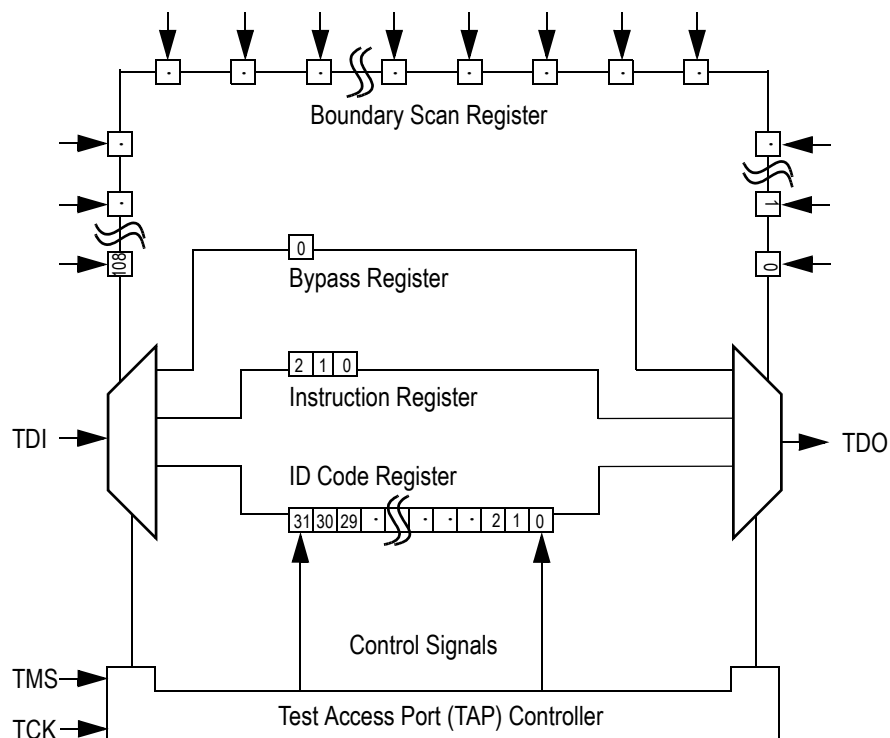 · · · · · · · ·
Boundary Scan Register
· ·
· 1
108 0
0
Bypass Register
2 1 0
Instruction Register
TDI TDO
ID Code Register
31 30 29 · · · · · 2 1 0
Control Signals
TMS
Test Access Port (TAP) Controller
TCK